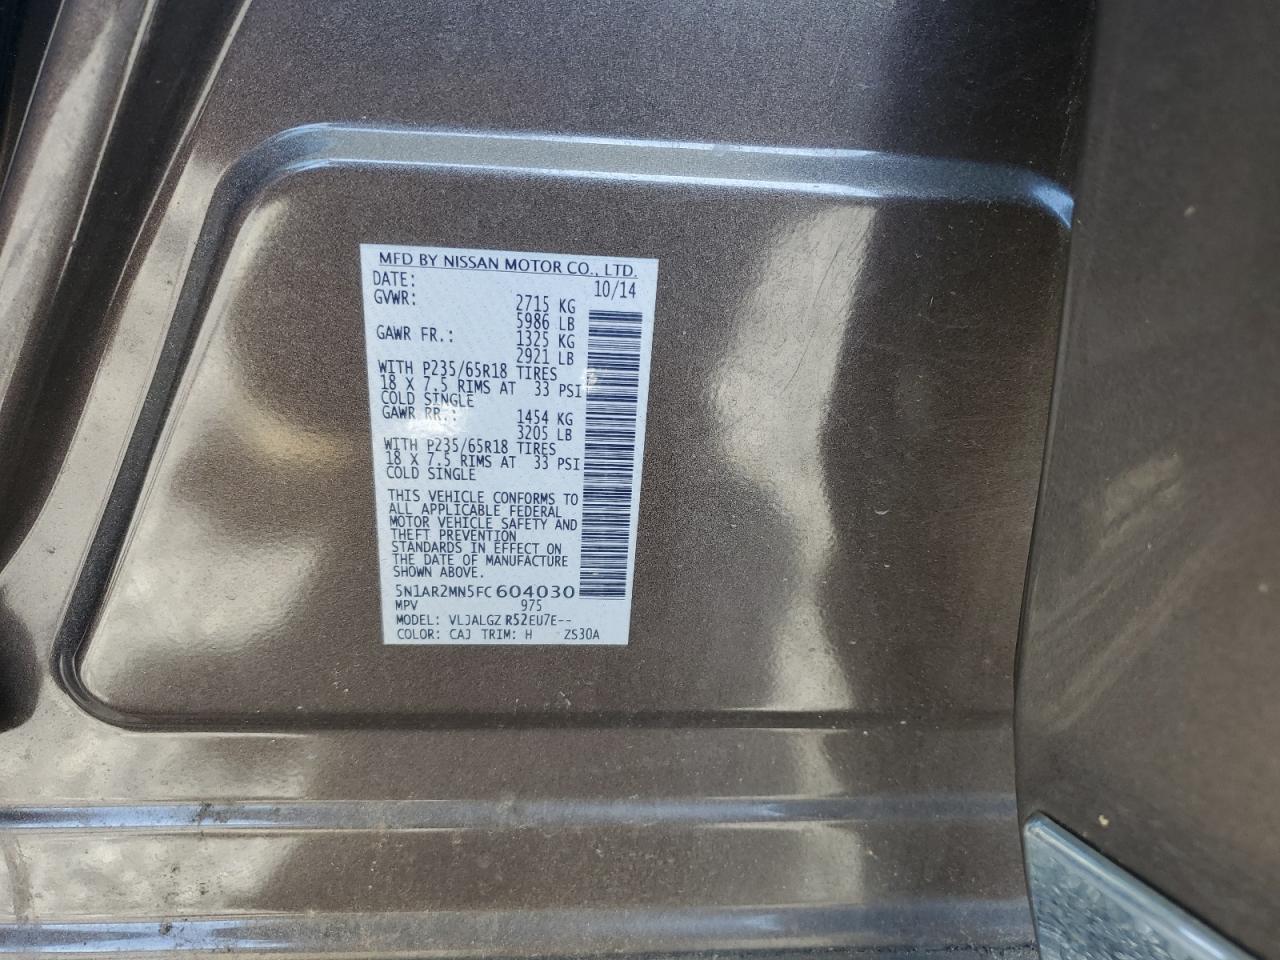 MFD BY NISSAN MOTOR CO., LTD.
DATE: 10/14
GVWR: 2715 KG
5986 LB
GAWR FR.: 1325 KG
2921 LB
WITH P235/65R18 TIRES
18 X 7.5 RIMS AT 33 PSI
COLD SINGLE
GAWR RR.: 1454 KG
3205 LB
WITH P235/65R18 TIRES
18 X 7.5 RIMS AT 33 PSI
COLD SINGLE
THIS VEHICLE CONFORMS TO
ALL APPLICABLE FEDERAL
MOTOR VEHICLE SAFETY AND
THEFT PREVENTION
STANDARDS IN EFFECT ON
THE DATE OF MANUFACTURE
SHOWN ABOVE.
5N1AR2MN5FC604030
MPV 975
MODEL: VLJALGZ R52EU7E--
COLOR: CAJ TRIM: H ZS30A